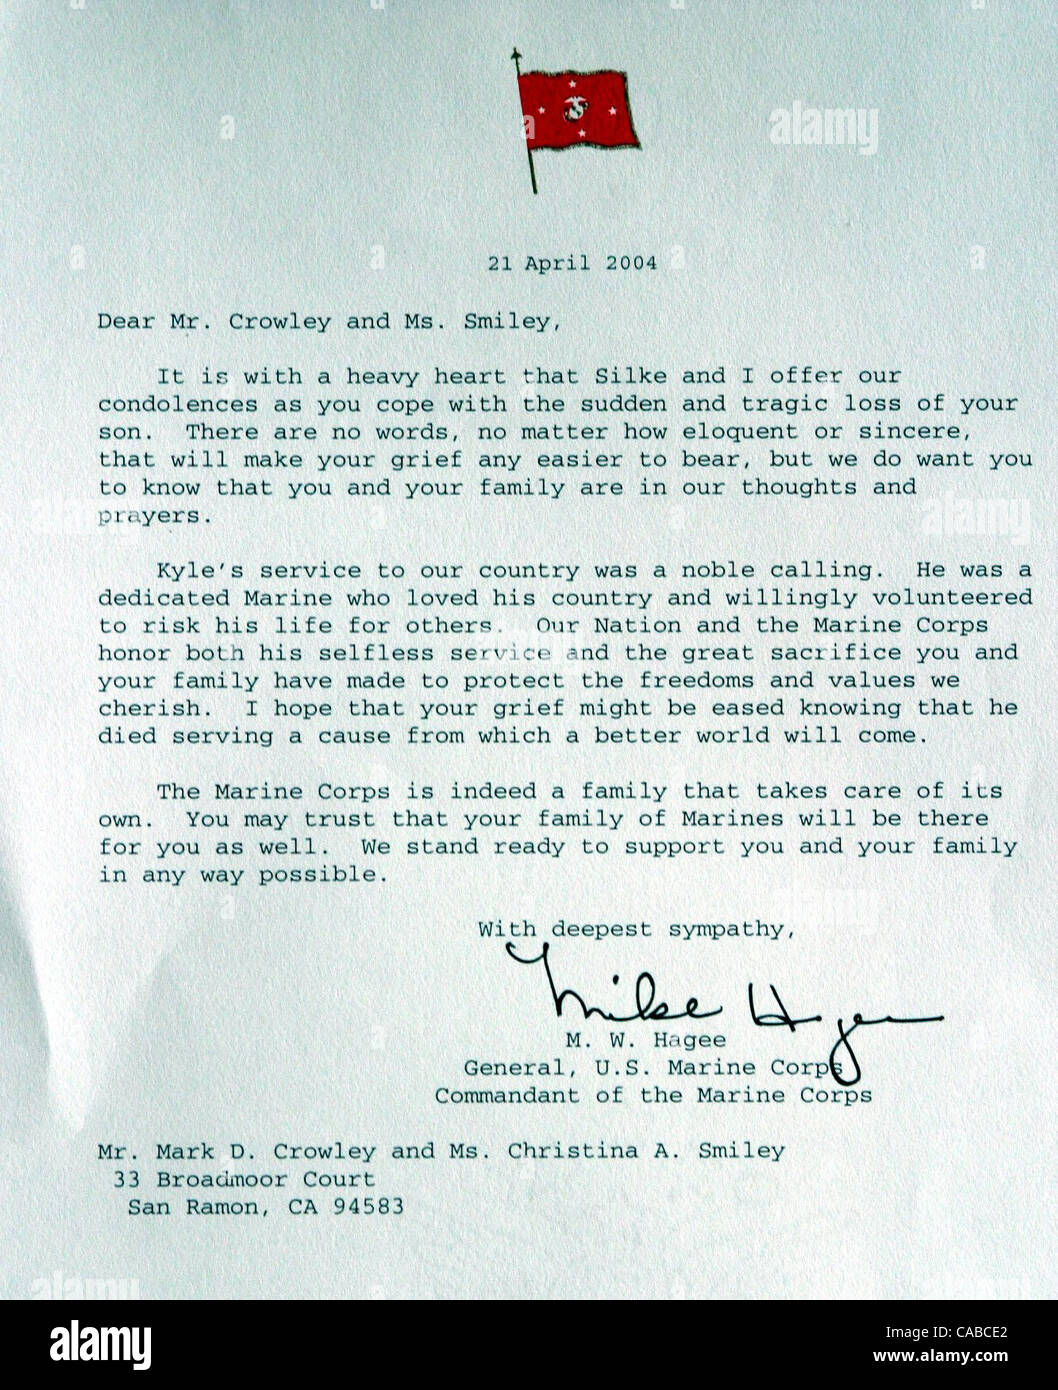 21 April 2004
Dear Mr. Crowley and Ms. Smiley,
It is with a heavy heart that Silke and I offer our
condolences as you cope with the sudden and tragic loss of your
son. There are no words, no matter how eloquent or sincere,
that will make your grief any easier to bear, but we do want you
to know that you and your family are in our thoughts and
prayers.
Kyle's service to our country was a noble calling. He was a
dedicated Marine who loved his country and willingly volunteered
to risk his life for others. Our Nation and the Marine Corps
honor both his selfless service and the great sacrifice you and
your family have made to protect the freedoms and values we
cherish. I hope that your grief might be eased knowing that he
died serving a cause from which a better world will come.
The Marine Corps is indeed a family that takes care of its
own. You may trust that your family of Marines will be there
for you as well. We stand ready to support you and your family
in any way possible.
With deepest sympathy,
Mike Hagee
M. W. Hagee
General, U.S. Marine Corps
Commandant of the Marine Corps
Mr. Mark D. Crowley and Ms. Christina A. Smiley
33 Broadmoor Court
San Ramon, CA 94583
alamy
Image ID: CABCE2
www.alamy.com